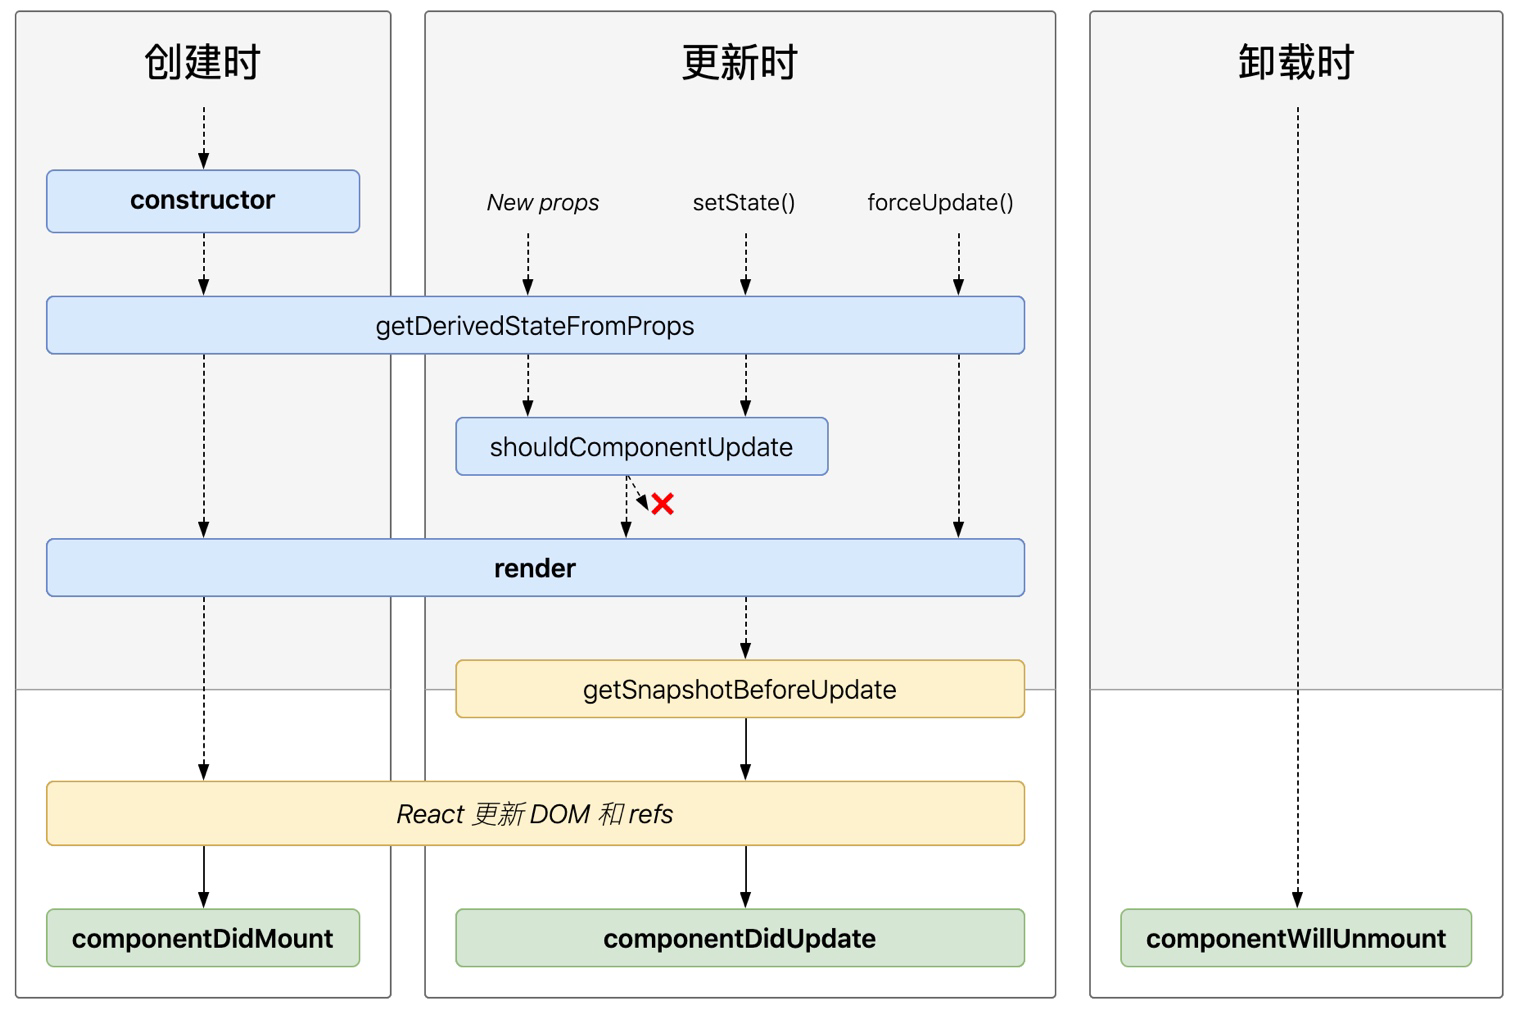 创建时
更新时
卸载时
constructor
New props
setState()
forceUpdate()
getDerivedStateFromProps
shouldComponentUpdate
render
getSnapshotBeforeUpdate
React 更新 DOM 和 refs
componentDidMount
componentDidUpdate
componentWillUnmount